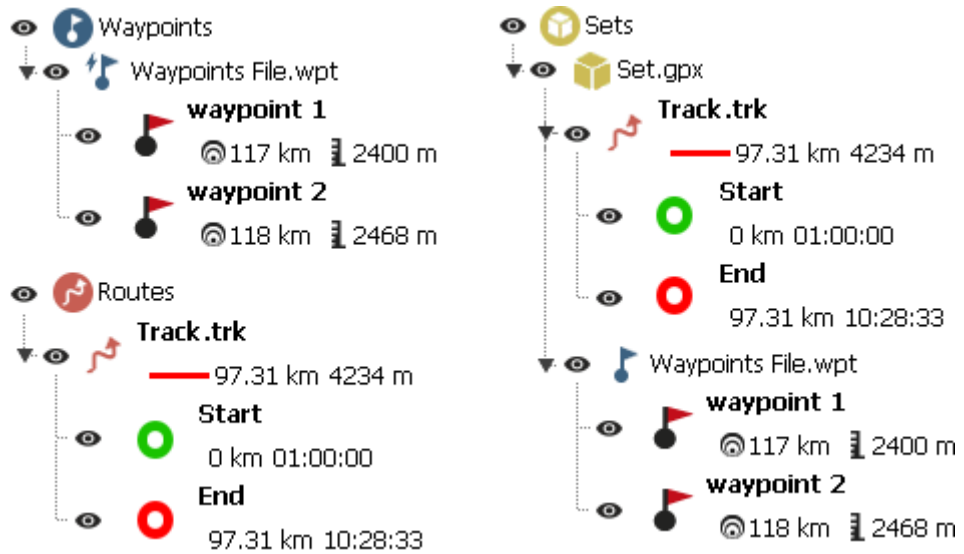 Waypoints
Waypoints File.wpt
waypoint 1
117 km 2400 m
waypoint 2
118 km 2468 m
Routes
Track.trk
97.31 km 4234 m
Start
0 km 01:00:00
End
97.31 km 10:28:33
Sets
Set.gpx
Track.trk
97.31 km 4234 m
Start
0 km 01:00:00
End
97.31 km 10:28:33
Waypoints File.wpt
waypoint 1
117 km 2400 m
waypoint 2
118 km 2468 m